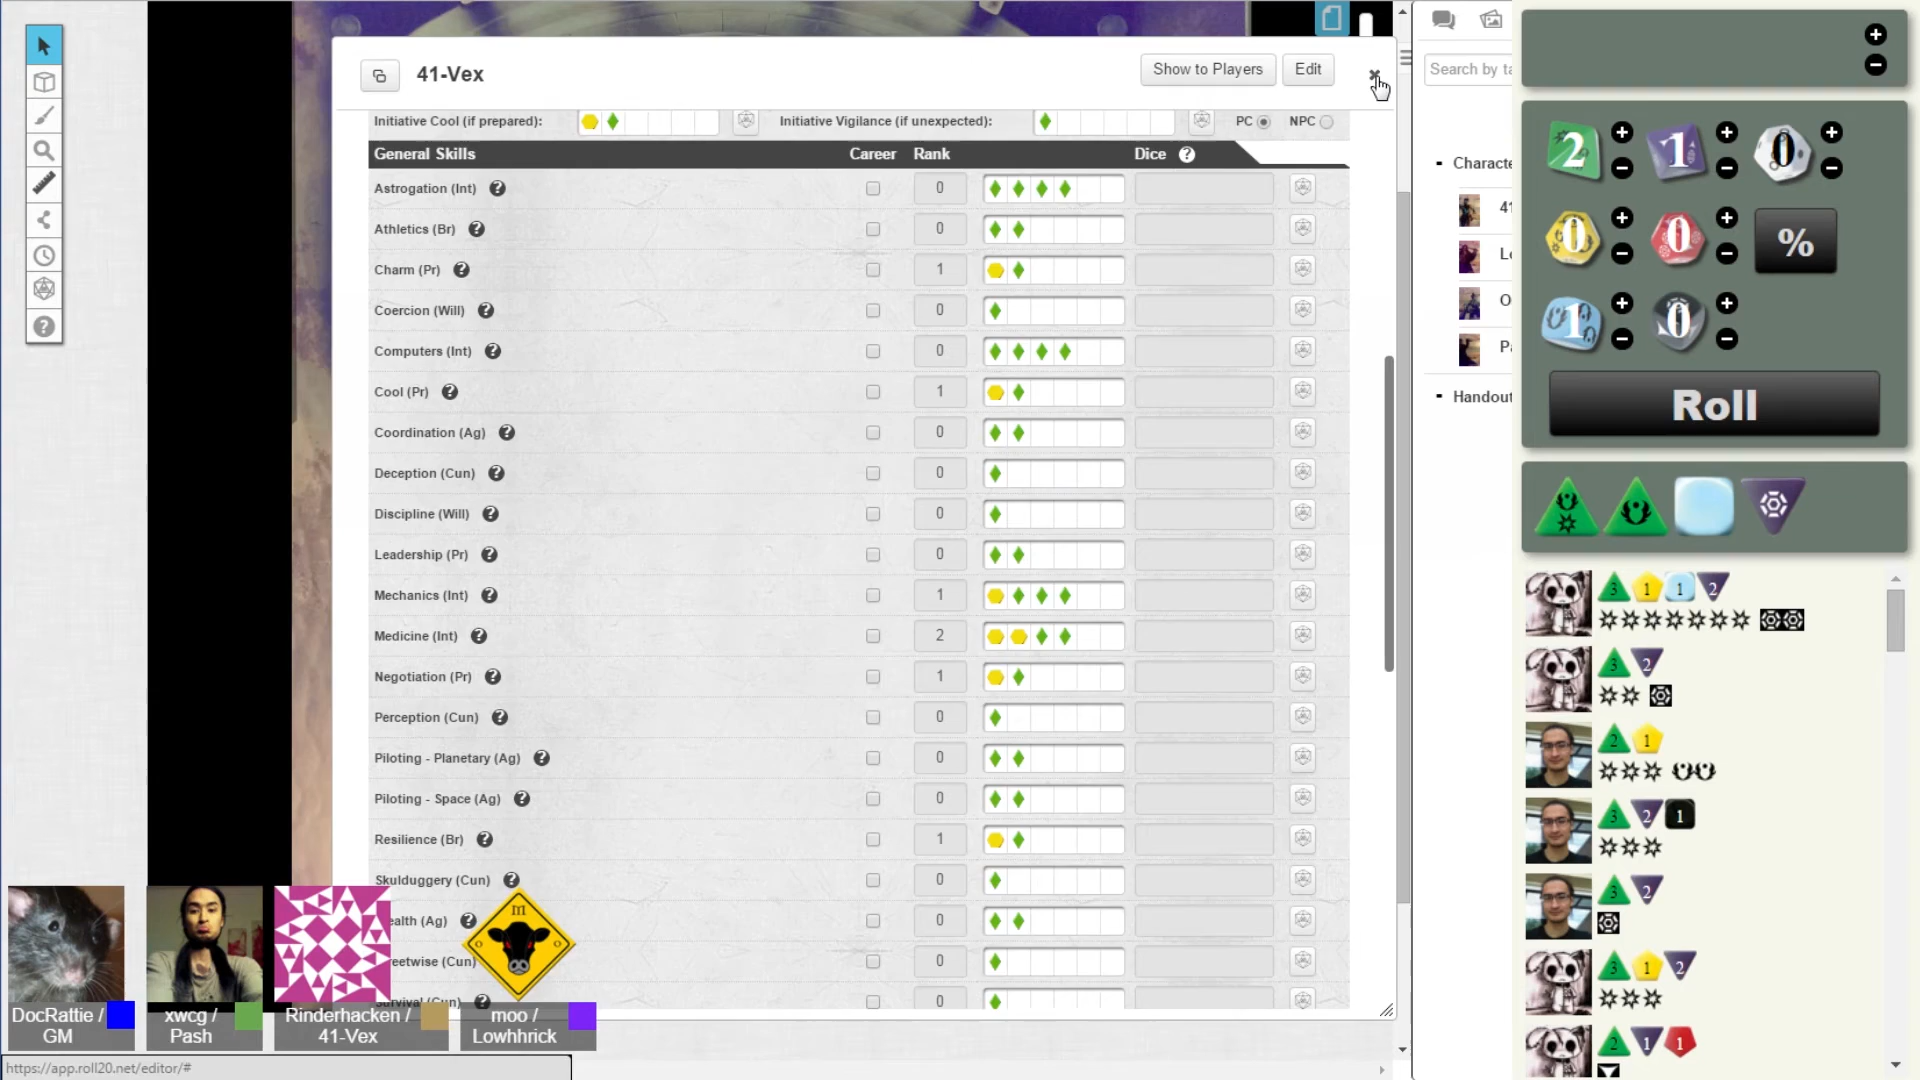 41-Vex
Show to Players
Edit
Search by ta
Initiative Cool (if prepared):
Initiative Vigilance (if unexpected):
PC
NPC
General Skills Career Rank Dice ?
Astrogation (Int) ? 0
Athletics (Br) ? 0
Charm (Pr) ? 1
Coercion (Will) ? 0
Computers (Int) ? 0
Cool (Pr) ? 1
Coordination (Ag) ? 0
Deception (Cun) ? 0
Discipline (Will) ? 0
Leadership (Pr) ? 0
Mechanics (Int) ? 1
Medicine (Int) ? 2
Negotiation (Pr) ? 1
Perception (Cun) ? 0
Piloting - Planetary (Ag) ? 0
Piloting - Space (Ag) ? 0
Resilience (Br) ? 1
Skulduggery (Cun) ? 0
ealth (Ag) ? 0
eetwise (Cun) 0
Survival (Cun) ? 0
Characte
41
Lo
O
Pa
Handout
2 1 0
0 0 %
1 0
Roll
3 1 1 2
3 2
2 1
3 2 1
3 2
3 1 2
2 1 1
m
o o
DocRattie /
GM
xwcg /
Pash
Rinderhacken /
41-Vex
moo /
Lowhhrick
https://app.roll20.net/editor/#